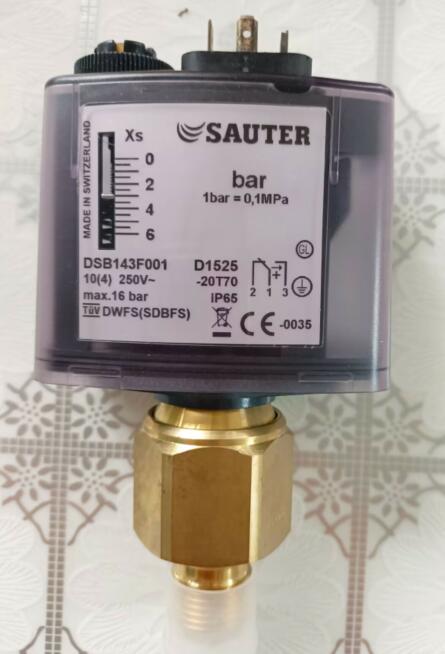 SAUTER
MADE IN SWITZERLAND
Xs
0
2
4
6
bar
1bar = 0,1MPa
GL
DSB143F001 D1525
10(4) 250V~ -20T70
max.16 bar IP65
2 1 3
TÜV DWFS(SDBFS)
CE -0035